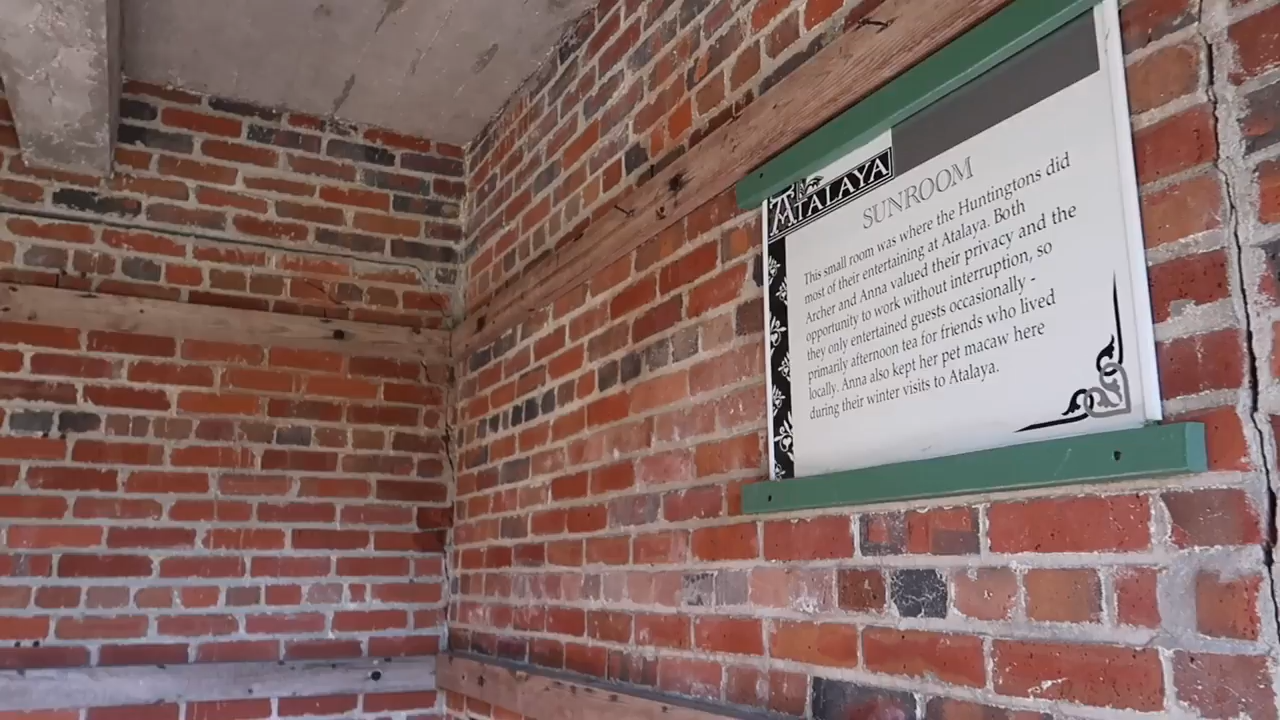 ATALAYA
SUNROOM
This small room was where the Huntingtons did
most of their entertaining at Atalaya. Both
Archer and Anna valued their privacy and the
opportunity to work without interruption, so
they only entertained guests occasionally -
primarily afternoon tea for friends who lived
locally. Anna also kept her pet macaw here
during their winter visits to Atalaya.